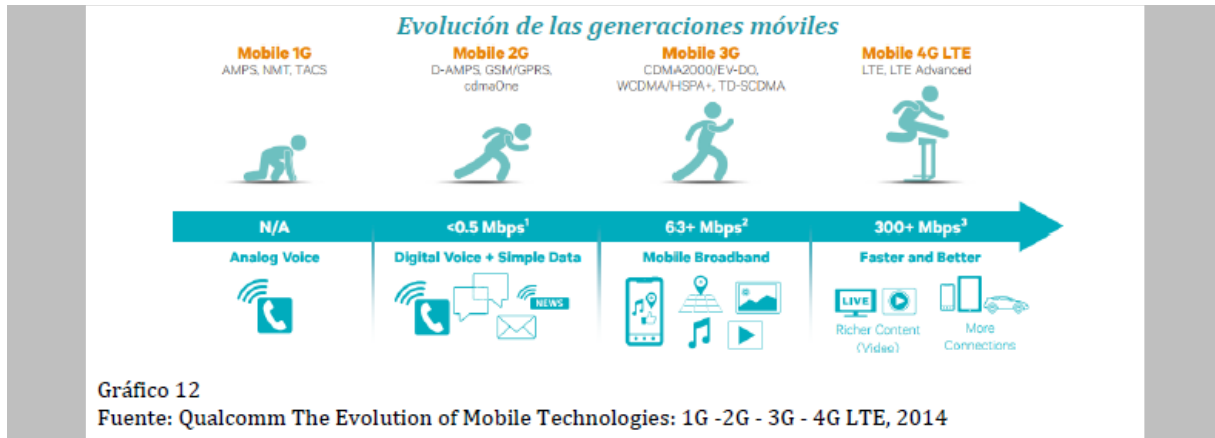 Evolución de las generaciones móviles
Mobile 1G
AMPS, NMT, TACS
Mobile 2G
D-AMPS, GSM/GPRS,
cdmaOne
Mobile 3G
CDMA2000/EV-DO,
WCDMA/HSPA+, TD-SCDMA
Mobile 4G LTE
LTE, LTE Advanced
N/A
<0.5 Mbps¹
63+ Mbps²
300+ Mbps³
Analog Voice
Digital Voice + Simple Data
NEWS
Mobile Broadband
Faster and Better
LIVE
Richer Content
(Video)
More
Connections
Gráfico 12
Fuente: Qualcomm The Evolution of Mobile Technologies: 1G -2G - 3G - 4G LTE, 2014